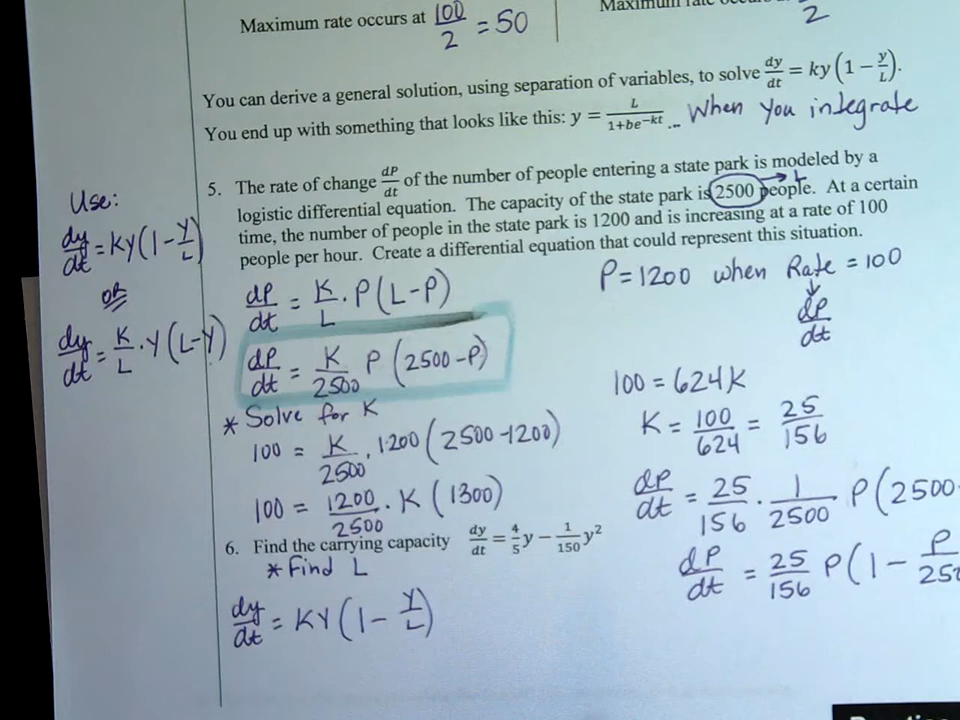 Maximum rate occurs at 100/2 = 50
Maximum rate
2
You can derive a general solution, using separation of variables, to solve dy/dt = ky(1 − y/L).
You end up with something that looks like this: y = L/(1+be^−kt) ... When you integrate
5. The rate of change dP/dt of the number of people entering a state park is modeled by a
logistic differential equation. The capacity of the state park is 2500 people. At a certain
L
time, the number of people in the state park is 1200 and is increasing at a rate of 100
people per hour. Create a differential equation that could represent this situation.
Use:
dy/dt = KY(1 − Y/L)
OR
dy/dt = K/L · Y(L−Y)
dP/dt = K/L · P(L−P)
dP/dt = K/2500 P (2500−P)
* Solve for K
100 = K/2500 · 1200 (2500−1200)
100 = 1200/2500 · K (1300)
P = 1200 when Rate = 100
↓
dP/dt
100 = 624K
K = 100/624 = 25/156
dP/dt = 25/156 · 1/2500 P(2500
dP/dt = 25/156 P(1 − P/25
6. Find the carrying capacity dy/dt = 4/5 y − 1/150 y²
* Find L
dy/dt = KY(1 − Y/L)